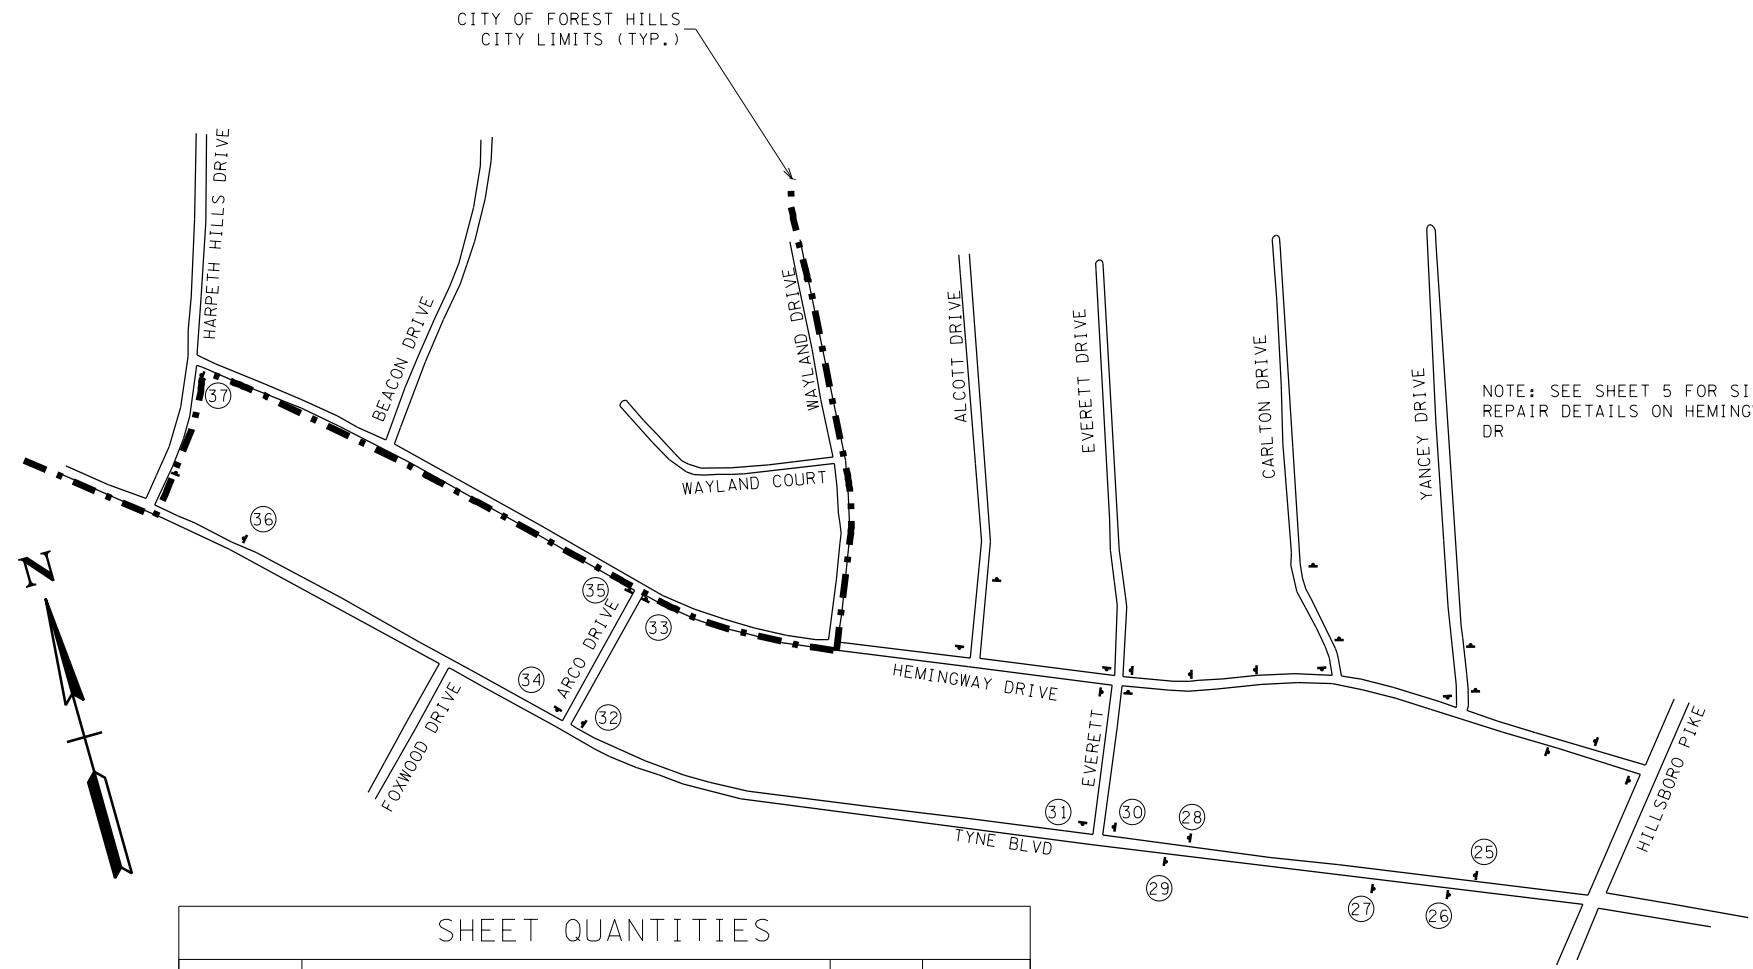 CITY OF FOREST HILLS
CITY LIMITS (TYP.)
HARPETH HILLS DRIVE
BEACON DRIVE
WAYLAND DRIVE
WAYLAND DRIVE
WAYLAND COURT
ALCOTT DRIVE
EVERETT DRIVE
CARLTON DRIVE
YANCEY DRIVE
NOTE: SEE SHEET 5 FOR SI
REPAIR DETAILS ON HEMING
DR
37
36
35
33
ARCO DRIVE
34
32
FOXWOOD DRIVE
HEMINGWAY DRIVE
EVERETT
HILLSBORO PIKE
31
30
28
TYNE BLVD
29
25
27
26
N
SHEET QUANTITIES